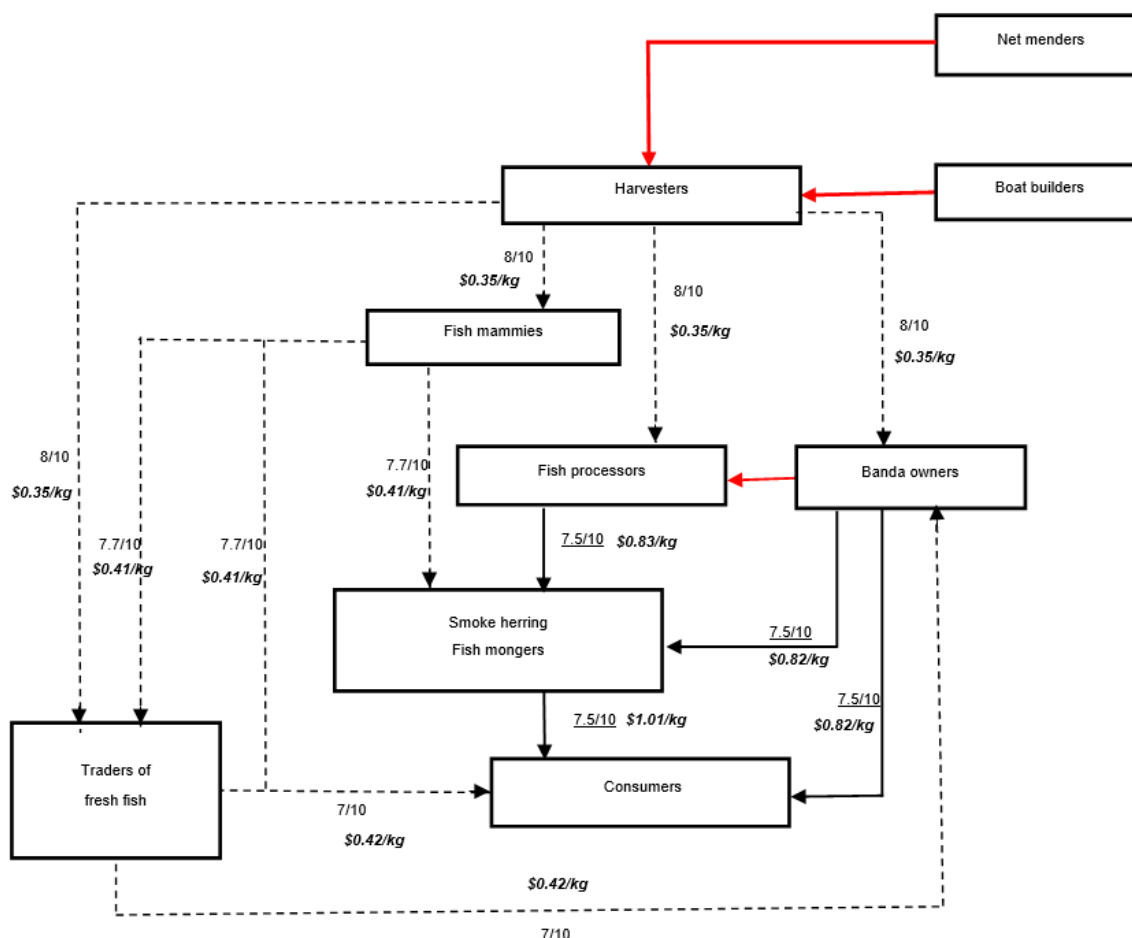 Net menders
Harvesters
Boat builders
8/10
$0.35/kg
8/10
$0.35/kg
8/10
$0.35/kg
Fish mammies
8/10
$0.35/kg
7.7/10
$0.41/kg
Fish processors
Banda owners
7.7/10
$0.41/kg
7.7/10
$0.41/kg
7.5/10 $0.83/kg
Smoke herring
Fish mongers
7.5/10
$0.82/kg
7.5/10
$0.82/kg
7.5/10 $1.01/kg
Traders of
fresh fish
Consumers
7/10
$0.42/kg
$0.42/kg
7/10